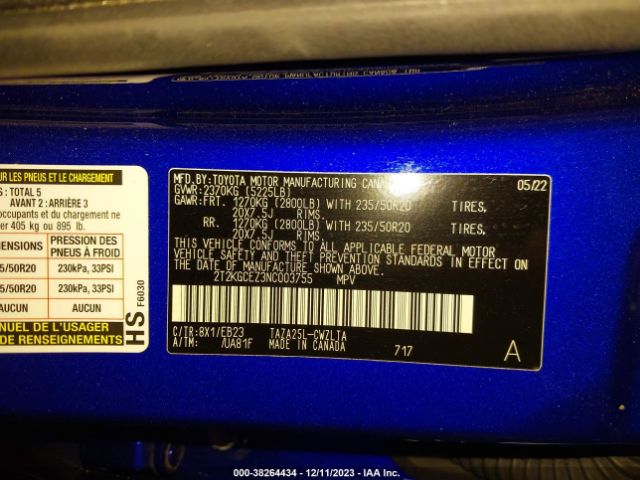 UR LES PNEUS ET LE CHARGEMENT
S : TOTAL 5
AVANT 2 : ARRIÈRE 3
occupants et du chargement ne
er 405 kg ou 895 lb.
MENSIONS PRESSION DES PNEUS À FROID
5/50R20 230kPa, 33PSI
5/50R20 230kPa, 33PSI
AUCUN AUCUN
NUEL DE L'USAGER
DE RENSEIGNEMENTS
HS F6030
MFD.BY:TOYOTA MOTOR MANUFACTURING CANA 05/22
GVWR:2370KG (5225LB)
GAWR:FRT. 1270KG (2800LB) WITH 235/50R20 TIRES,
20X7.5J RIMS,
RR. 1270KG (2800LB) WITH 235/50R20 TIRES,
20X7.5J RIMS,
THIS VEHICLE CONFORMS TO ALL APPLICABLE FEDERAL MOTOR
VEHICLE SAFETY AND THEFT PREVENTION STANDARDS IN EFFECT ON
THE DATE OF MANUFACTURE SHOWN ABOVE.
2T2KGCEZ3NC003755 MPV
C/TR:8X1/EB23 TAZA25L-CWZLTA
A/TM: /UA81F MADE IN CANADA 717 A
000-38264434 - 12/11/2023 - IAA Inc.